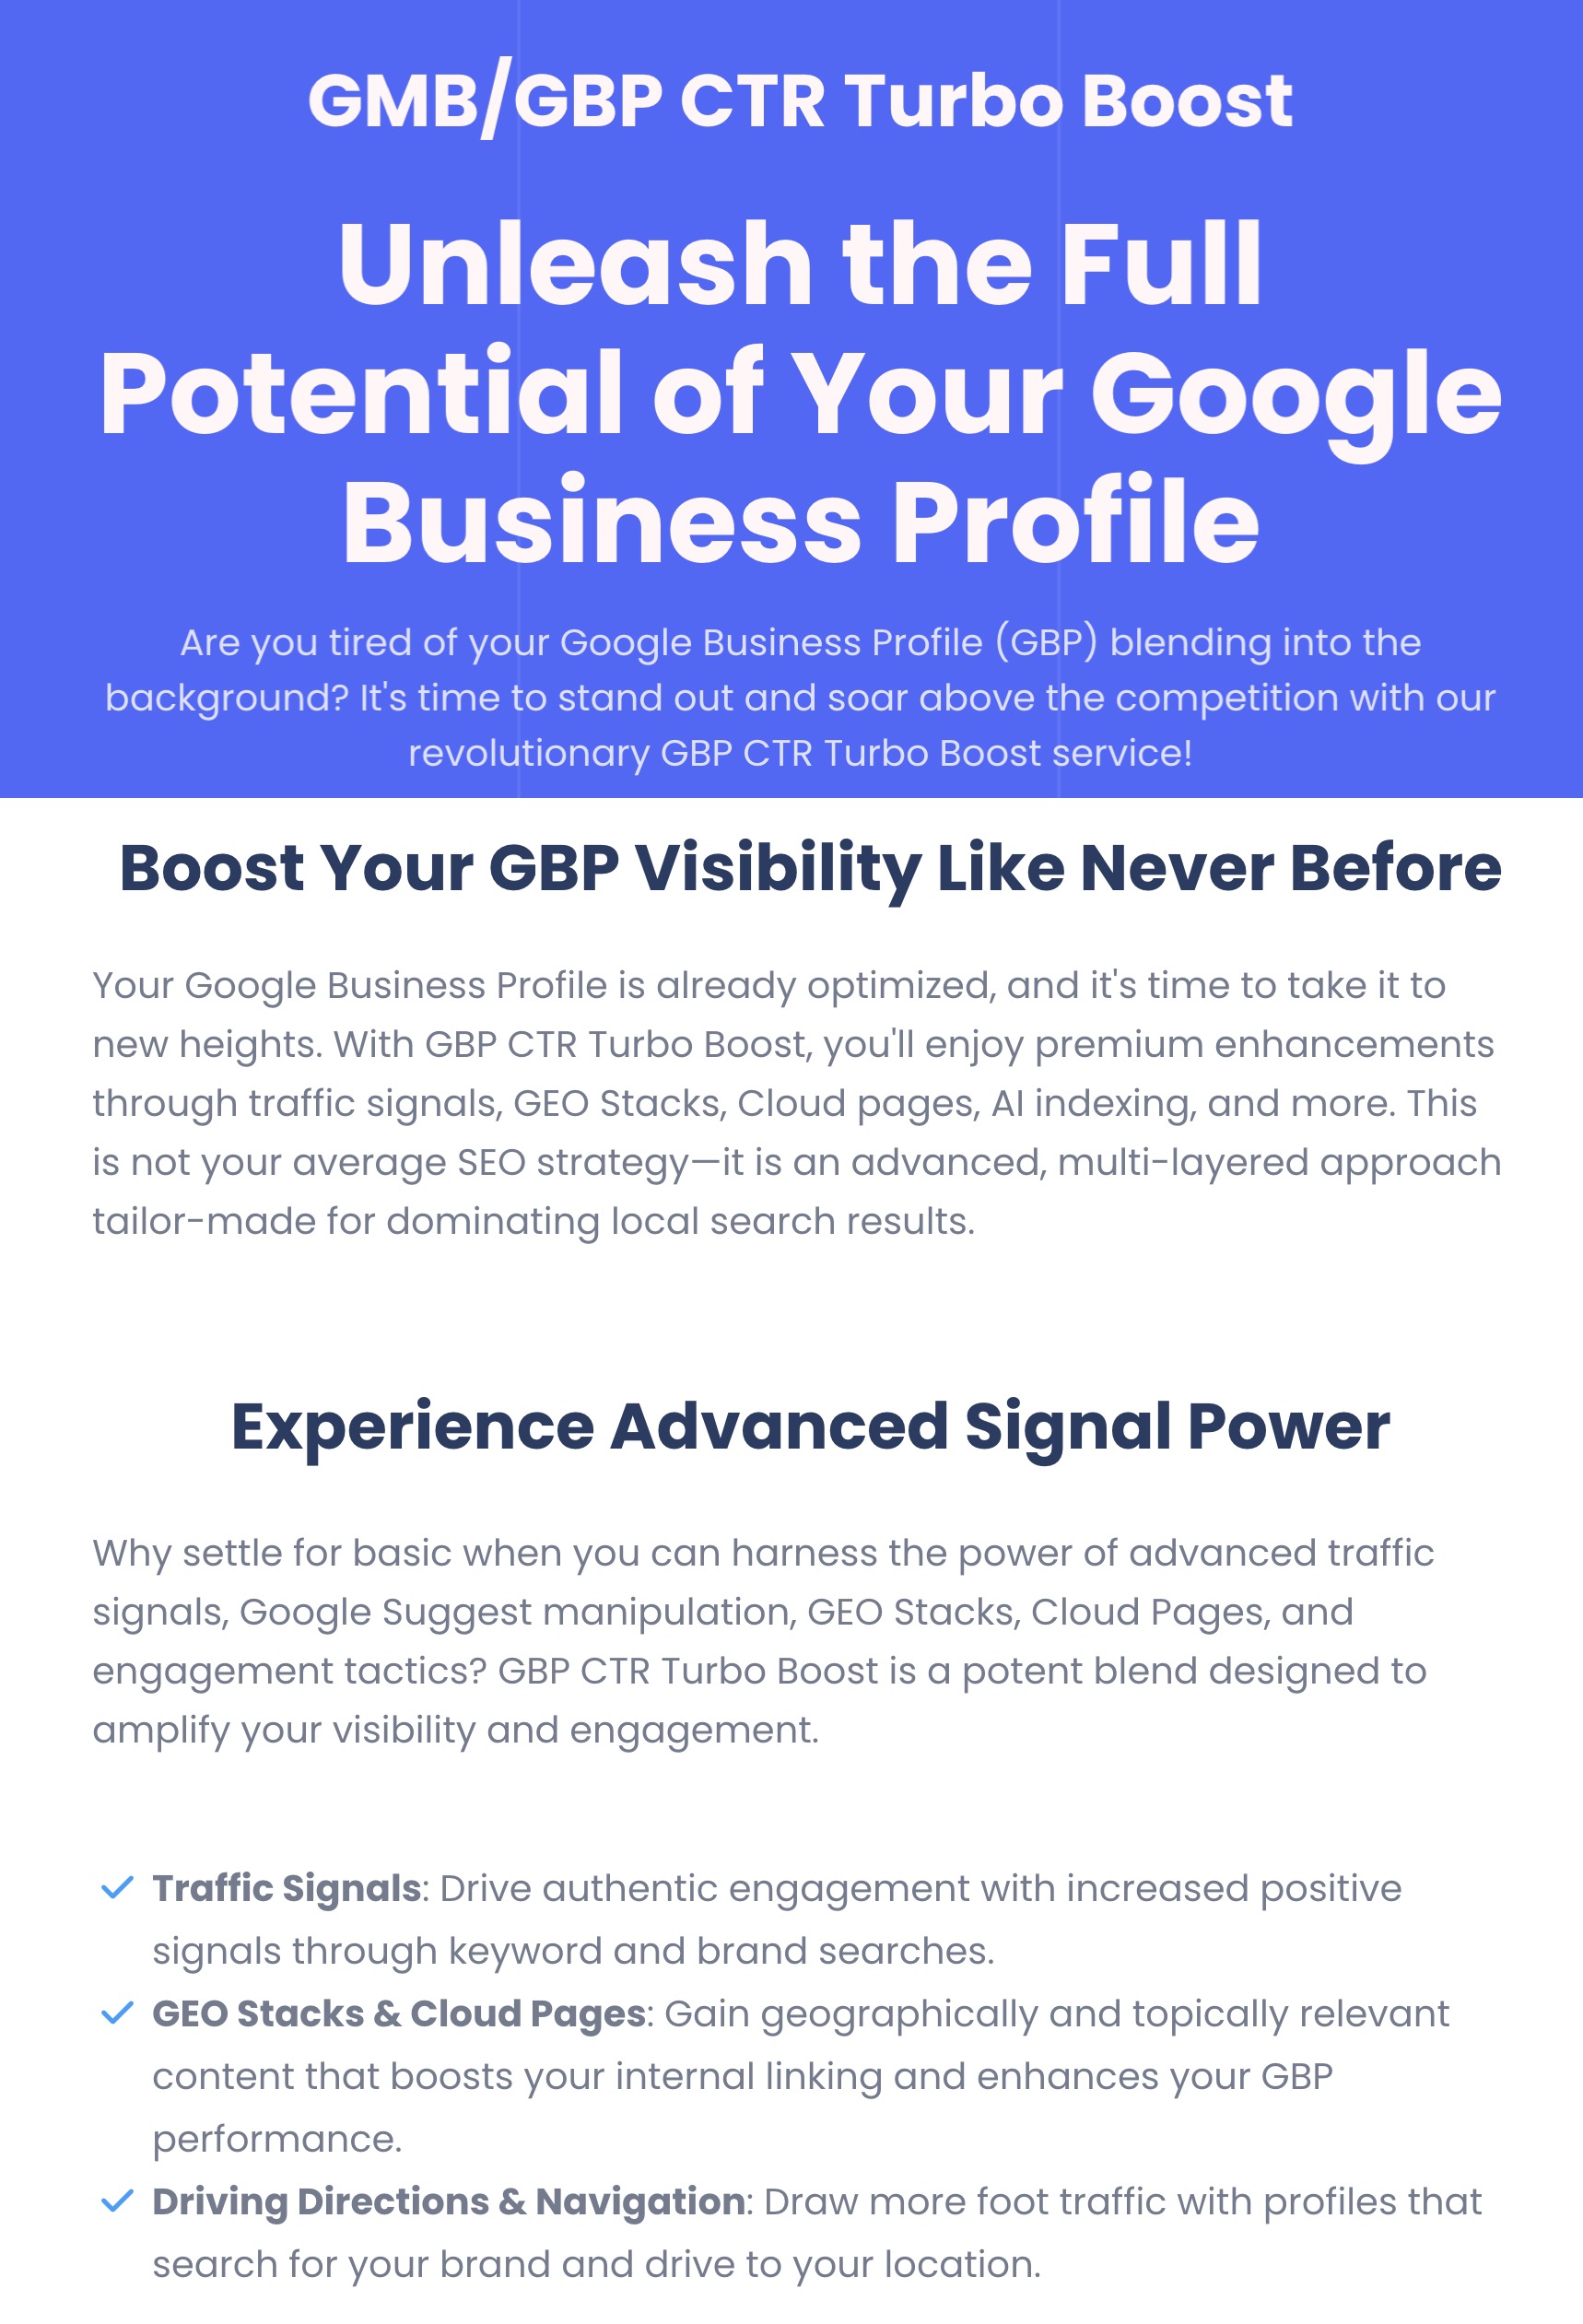 GMB/GBP CTR Turbo Boost
Unleash the Full
Potential of Your Google
Business Profile
Are you tired of your Google Business Profile (GBP) blending into the
background? It's time to stand out and soar above the competition with our
revolutionary GBP CTR Turbo Boost service!
Boost Your GBP Visibility Like Never Before
Your Google Business Profile is already optimized, and it's time to take it to
new heights. With GBP CTR Turbo Boost, you'll enjoy premium enhancements
through traffic signals, GEO Stacks, Cloud pages, AI indexing, and more. This
is not your average SEO strategy—it is an advanced, multi-layered approach
tailor-made for dominating local search results.
Experience Advanced Signal Power
Why settle for basic when you can harness the power of advanced traffic
signals, Google Suggest manipulation, GEO Stacks, Cloud Pages, and
engagement tactics? GBP CTR Turbo Boost is a potent blend designed to
amplify your visibility and engagement.
Traffic Signals: Drive authentic engagement with increased positive
signals through keyword and brand searches.
GEO Stacks & Cloud Pages: Gain geographically and topically relevant
content that boosts your internal linking and enhances your GBP
performance.
Driving Directions & Navigation: Draw more foot traffic with profiles that
search for your brand and drive to your location.